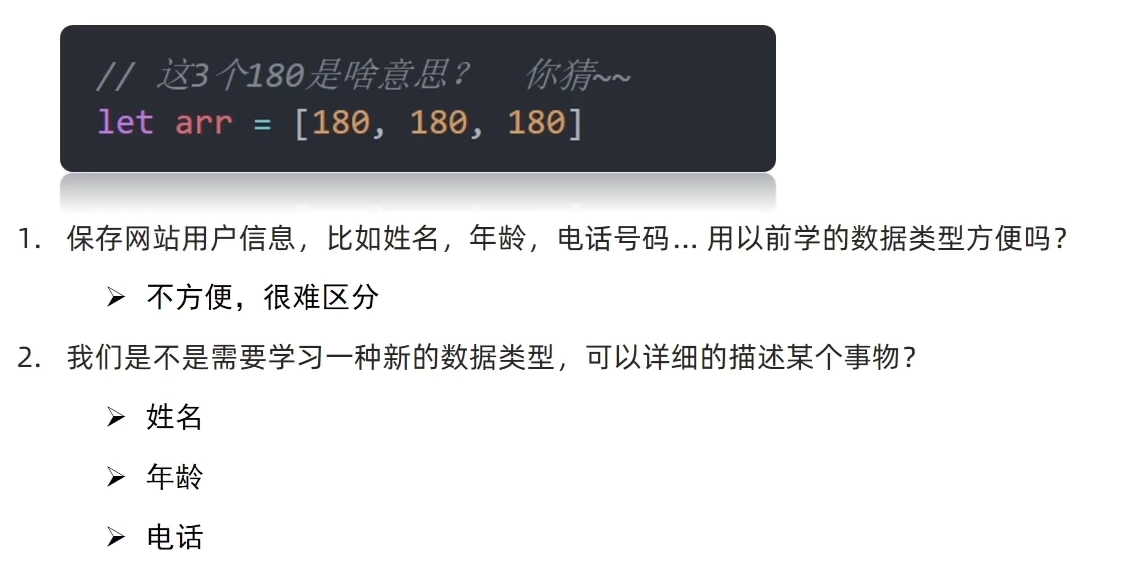 // 这3个180是啥意思？ 你猜~~
let arr = [180, 180, 180]
1. 保存网站用户信息，比如姓名，年龄，电话号码... 用以前学的数据类型方便吗？
➢ 不方便，很难区分
2. 我们是不是需要学习一种新的数据类型，可以详细的描述某个事物？
➢ 姓名
➢ 年龄
➢ 电话